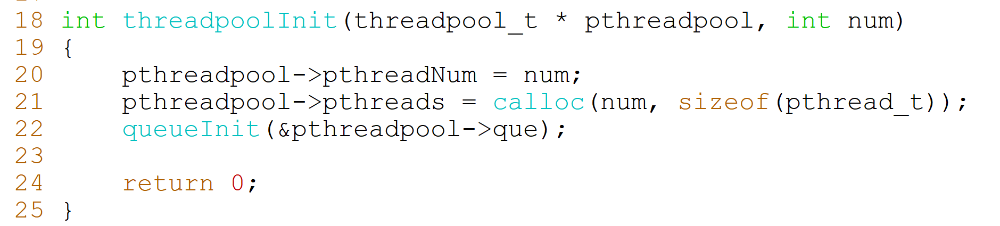 18 int threadpoolInit(threadpool_t * pthreadpool, int num)
19 {
20     pthreadpool->pthreadNum = num;
21     pthreadpool->pthreads = calloc(num, sizeof(pthread_t));
22     queueInit(&pthreadpool->que);
23
24     return 0;
25 }